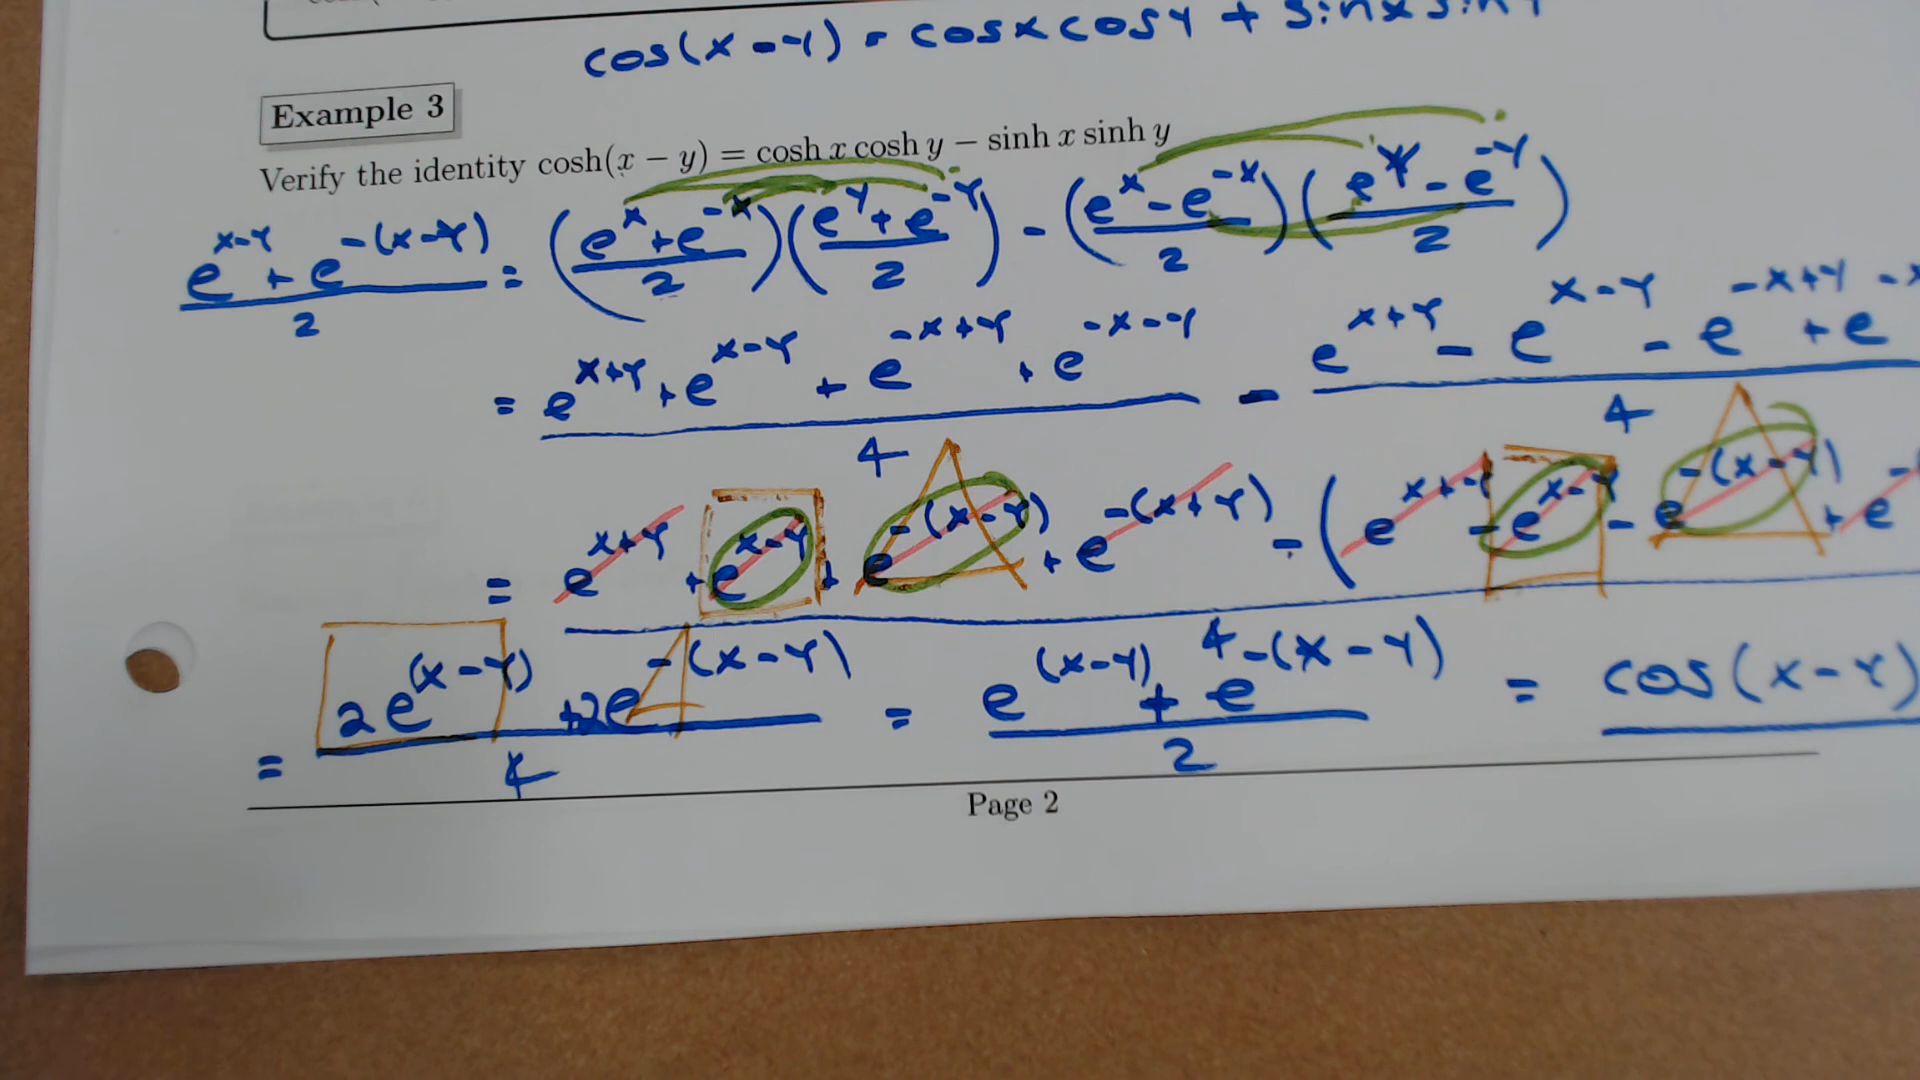 cos(x-y) = cosx cosy + sinx siny
Example 3
Verify the identity cosh(x − y) = cosh x cosh y − sinh x sinh y
(e^(x-y) + e^(-(x-y)))/2 = ((e^x + e^(-x))/2)((e^y + e^(-y))/2) - ((e^x - e^(-x))/2)((e^y - e^(-y))/2)
= (e^(x+y) + e^(x-y) + e^(-x+y) + e^(-x-y))/4 - (e^(x+y) - e^(x-y) - e^(-x+y) + e^(-x
= e^(x+y) + e^(x-y) + e^(-(x-y)) + e^(-(x+y)) - (e^(x+y) - e^(x-y) - e^(-(x-y)) + e^(-(
4
= (2e^((x-y)) + 2e^(-(x-y)))/4 = (e^((x-y)) + e^(-(x-y)))/2 = cos(x-y)
Page 2